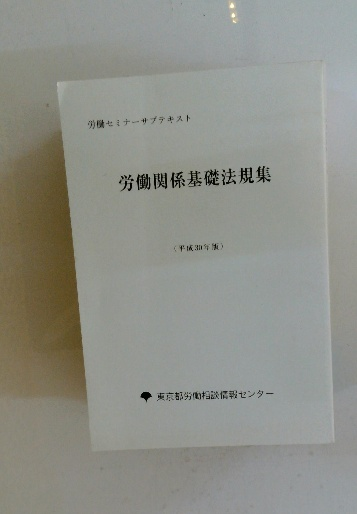 労働セミナーサブテキスト
労働関係基礎法規集
（平成30年版）
東京都労働相談情報センター